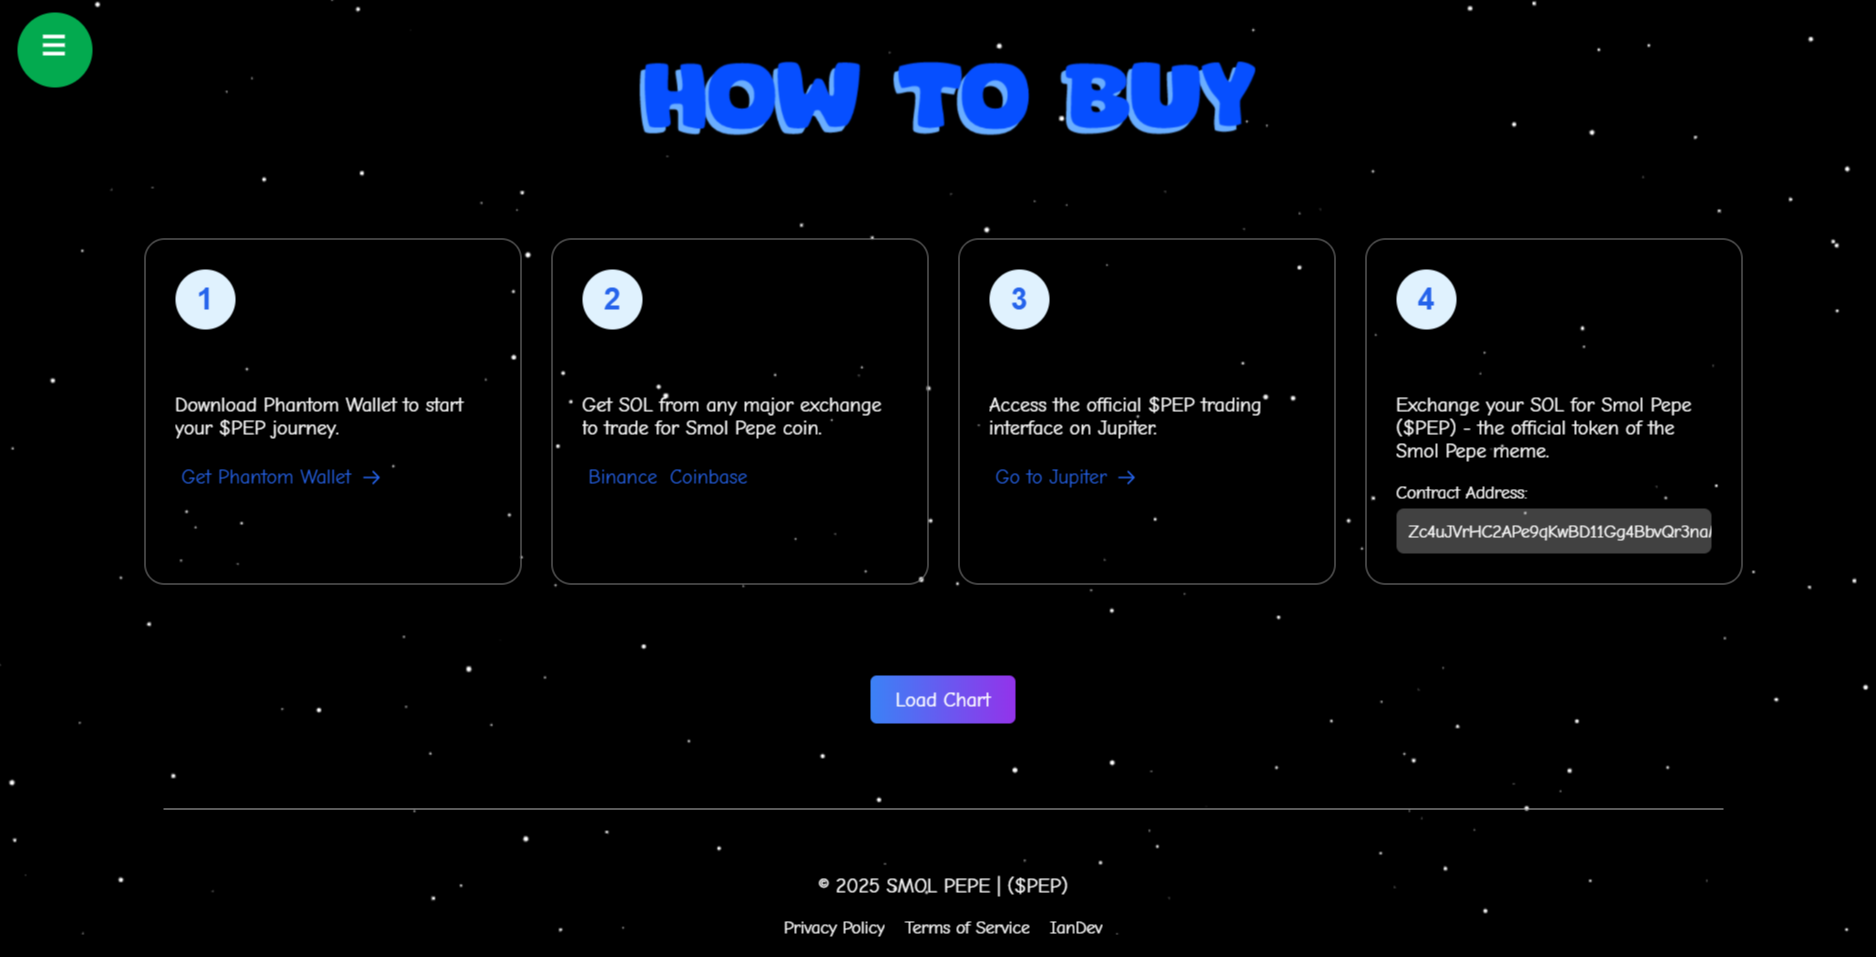 HOW TO BUY
1
Download Phantom Wallet to start
your $PEP journey.
Get Phantom Wallet →
2
Get SOL from any major exchange
to trade for Smol Pepe coin.
Binance Coinbase
3
Access the official $PEP trading
interface on Jupiter.
Go to Jupiter →
4
Exchange your SOL for Smol Pepe
($PEP) - the official token of the
Smol Pepe meme.
Contract Address:
Zc4uJVrHC2APe9qKwBD11Gg4BbvQr3na
Load Chart
© 2025 SMOL PEPE | ($PEP)
Privacy Policy Terms of Service IanDev